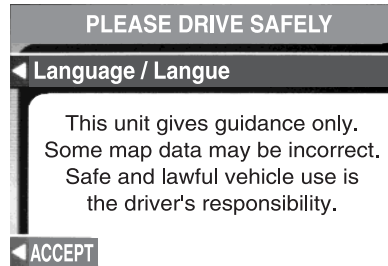 PLEASE DRIVE SAFELY
Language / Langue
This unit gives guidance only.
Some map data may be incorrect.
Safe and lawful vehicle use is
the driver's responsibility.
ACCEPT